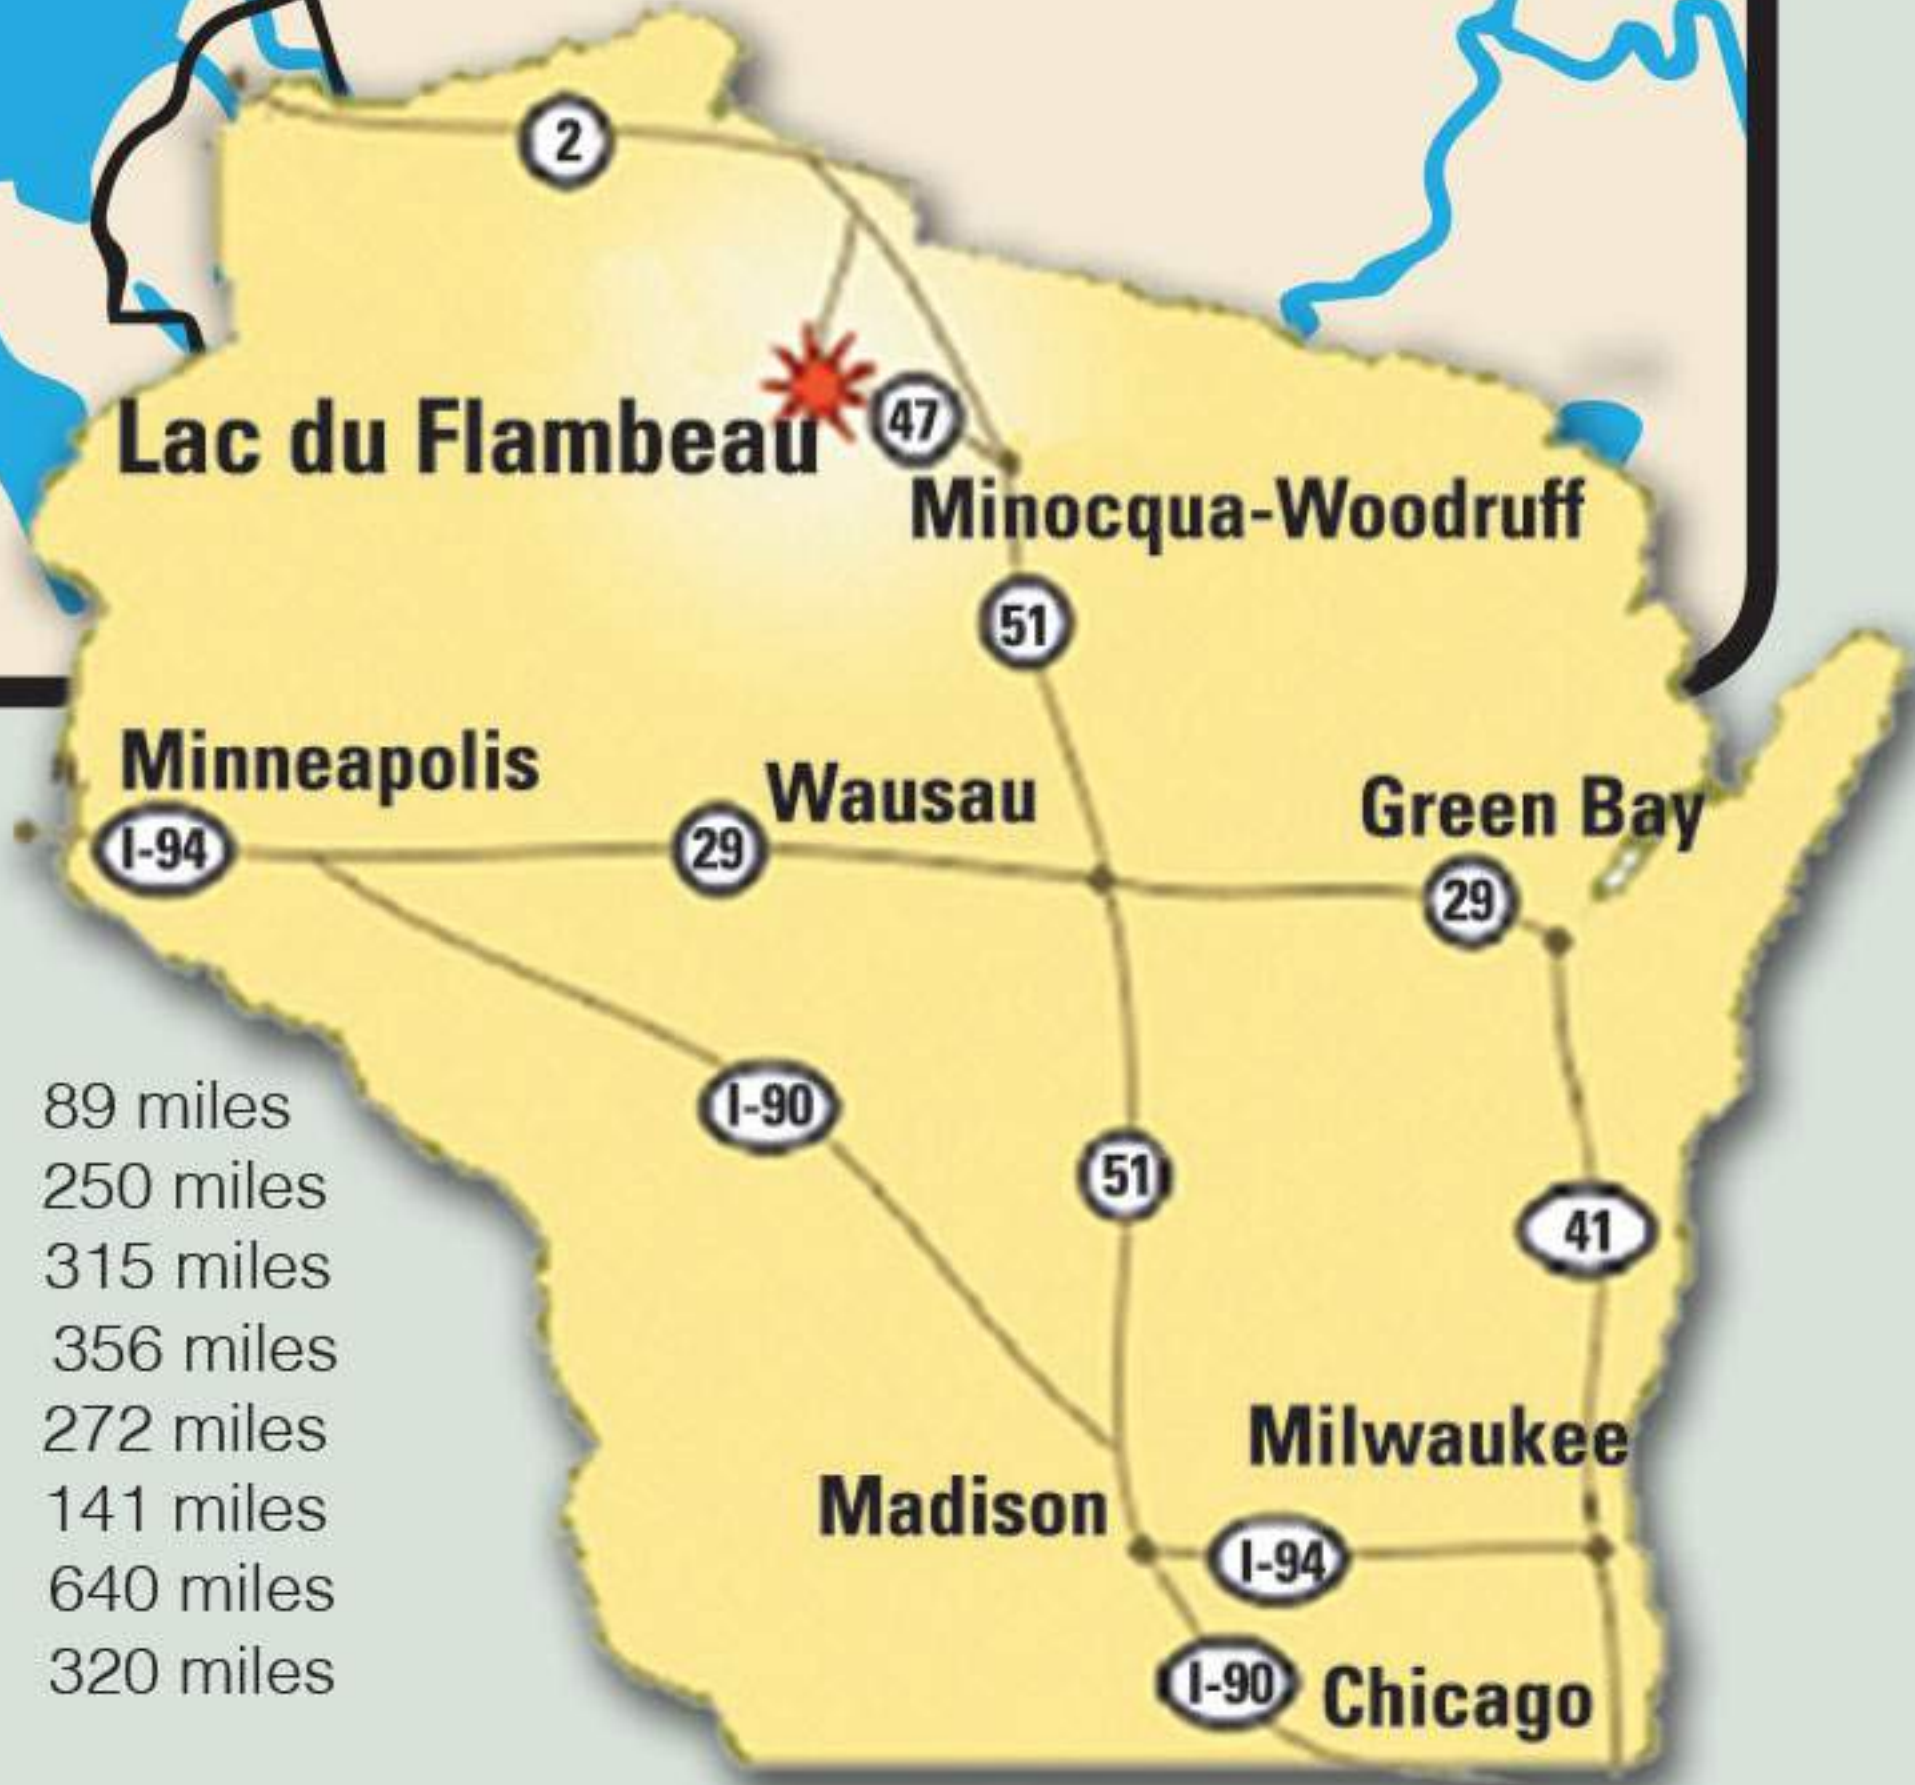 2
Lac du Flambeau
47
Minocqua-Woodruff
51
Minneapolis
Wausau
Green Bay
I-94
29
29
89 miles
250 miles
315 miles
356 miles
272 miles
141 miles
640 miles
320 miles
I-90
51
41
Milwaukee
Madison
I-94
I-90
Chicago